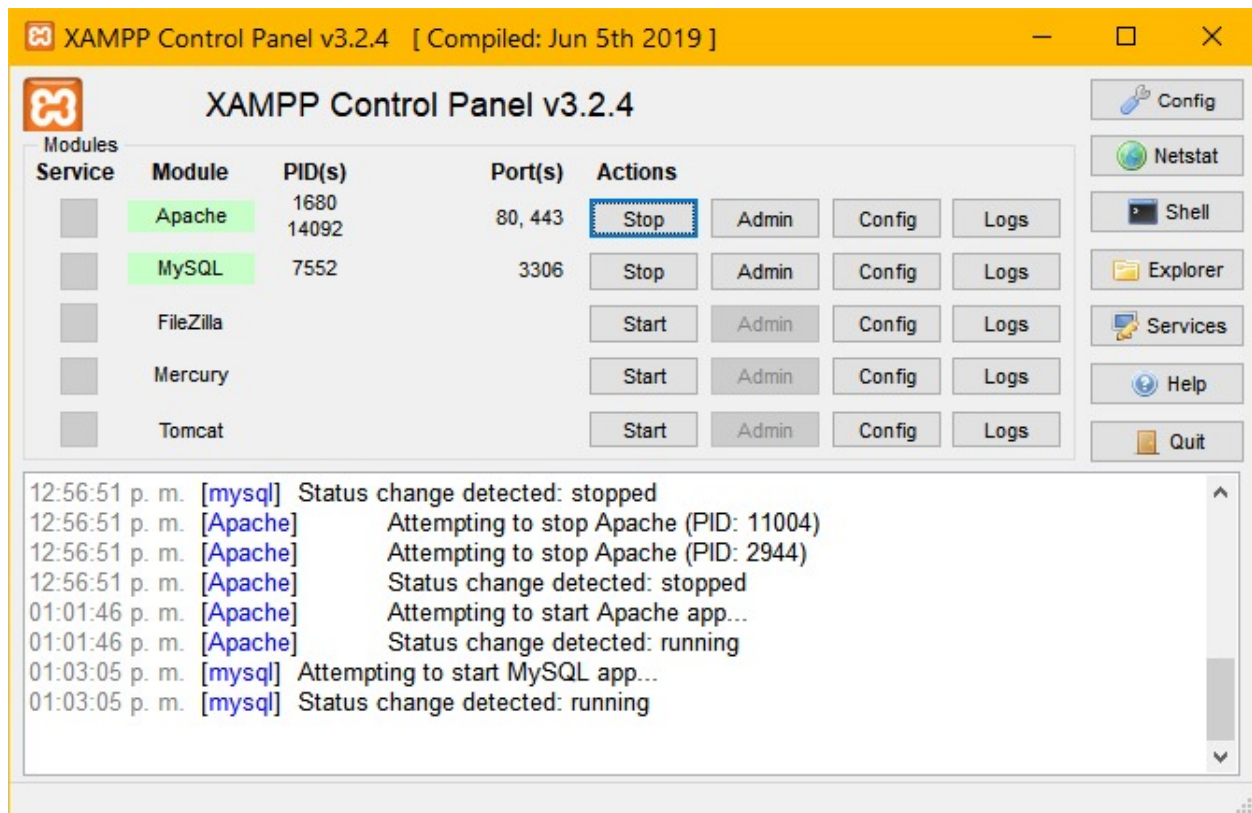 XAMPP Control Panel v3.2.4 [ Compiled: Jun 5th 2019 ]
XAMPP Control Panel v3.2.4
Config
Modules
Netstat
Service Module PID(s) Port(s) Actions
Apache 1680 14092 80, 443 Stop Admin Config Logs
Shell
MySQL 7552 3306 Stop Admin Config Logs
Explorer
FileZilla Start Admin Config Logs
Services
Mercury Start Admin Config Logs
Help
Tomcat Start Admin Config Logs
Quit
12:56:51 p. m. [mysql] Status change detected: stopped
12:56:51 p. m. [Apache] Attempting to stop Apache (PID: 11004)
12:56:51 p. m. [Apache] Attempting to stop Apache (PID: 2944)
12:56:51 p. m. [Apache] Status change detected: stopped
01:01:46 p. m. [Apache] Attempting to start Apache app...
01:01:46 p. m. [Apache] Status change detected: running
01:03:05 p. m. [mysql] Attempting to start MySQL app...
01:03:05 p. m. [mysql] Status change detected: running